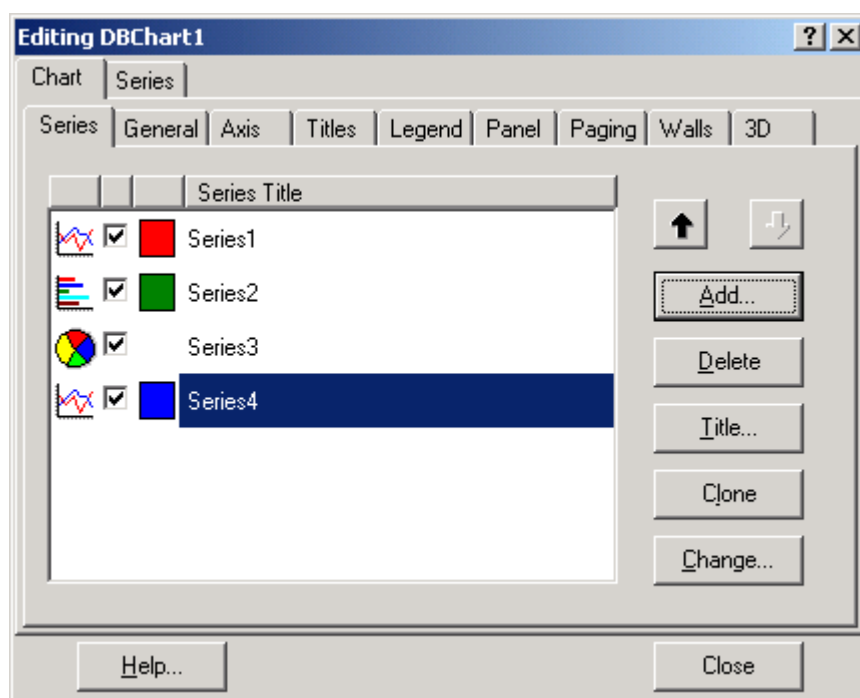 Editing DBChart1
Chart Series
Series General Axis Titles Legend Panel Paging Walls 3D
Series Title
Series1
Series2
Series3
Series4
Add...
Delete
Title...
Clone
Change...
Help... Close